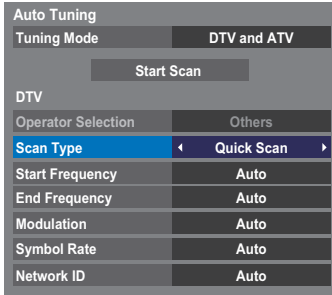 Auto Tuning
Tuning Mode DTV and ATV
Start Scan
DTV
Operator Selection Others
Scan Type Quick Scan
Start Frequency Auto
End Frequency Auto
Modulation Auto
Symbol Rate Auto
Network ID Auto